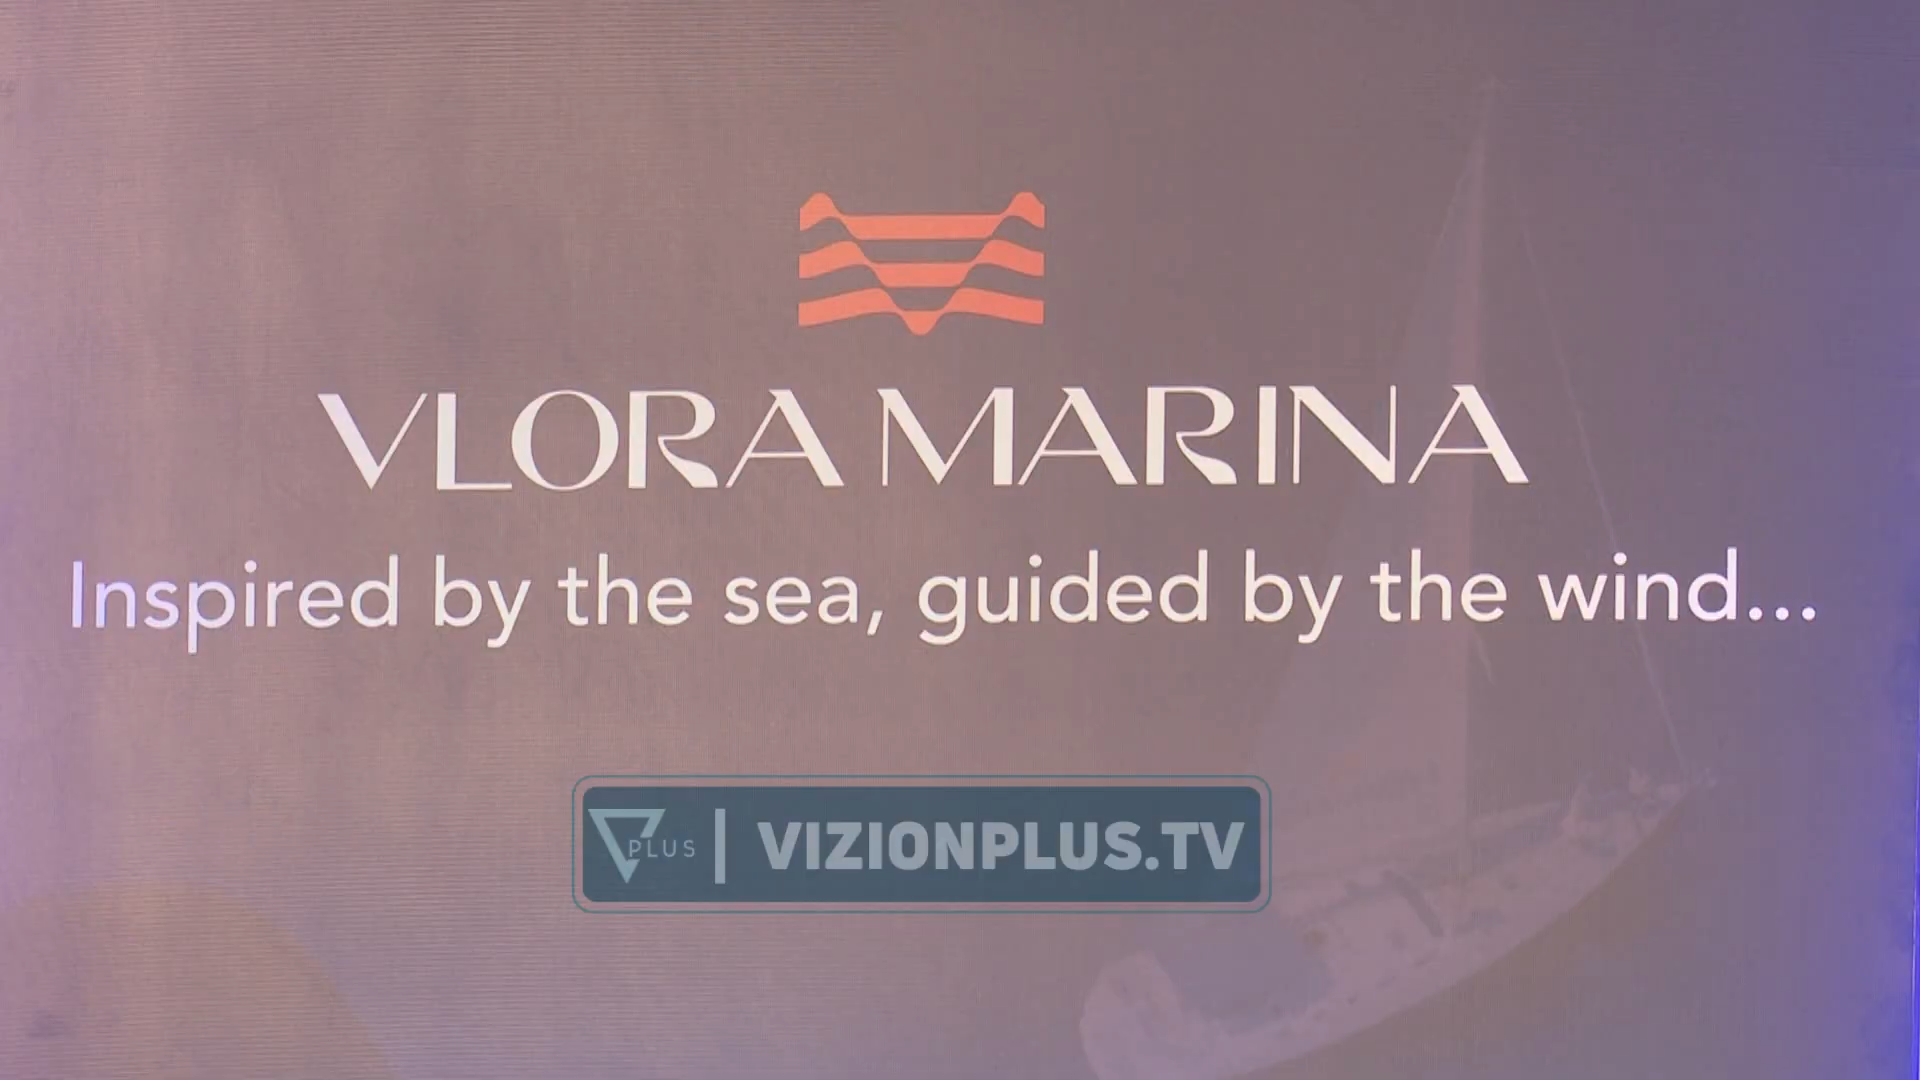 VLORA MARINA
Inspired by the sea, guided by the wind...
PLUS | VIZIONPLUS.TV